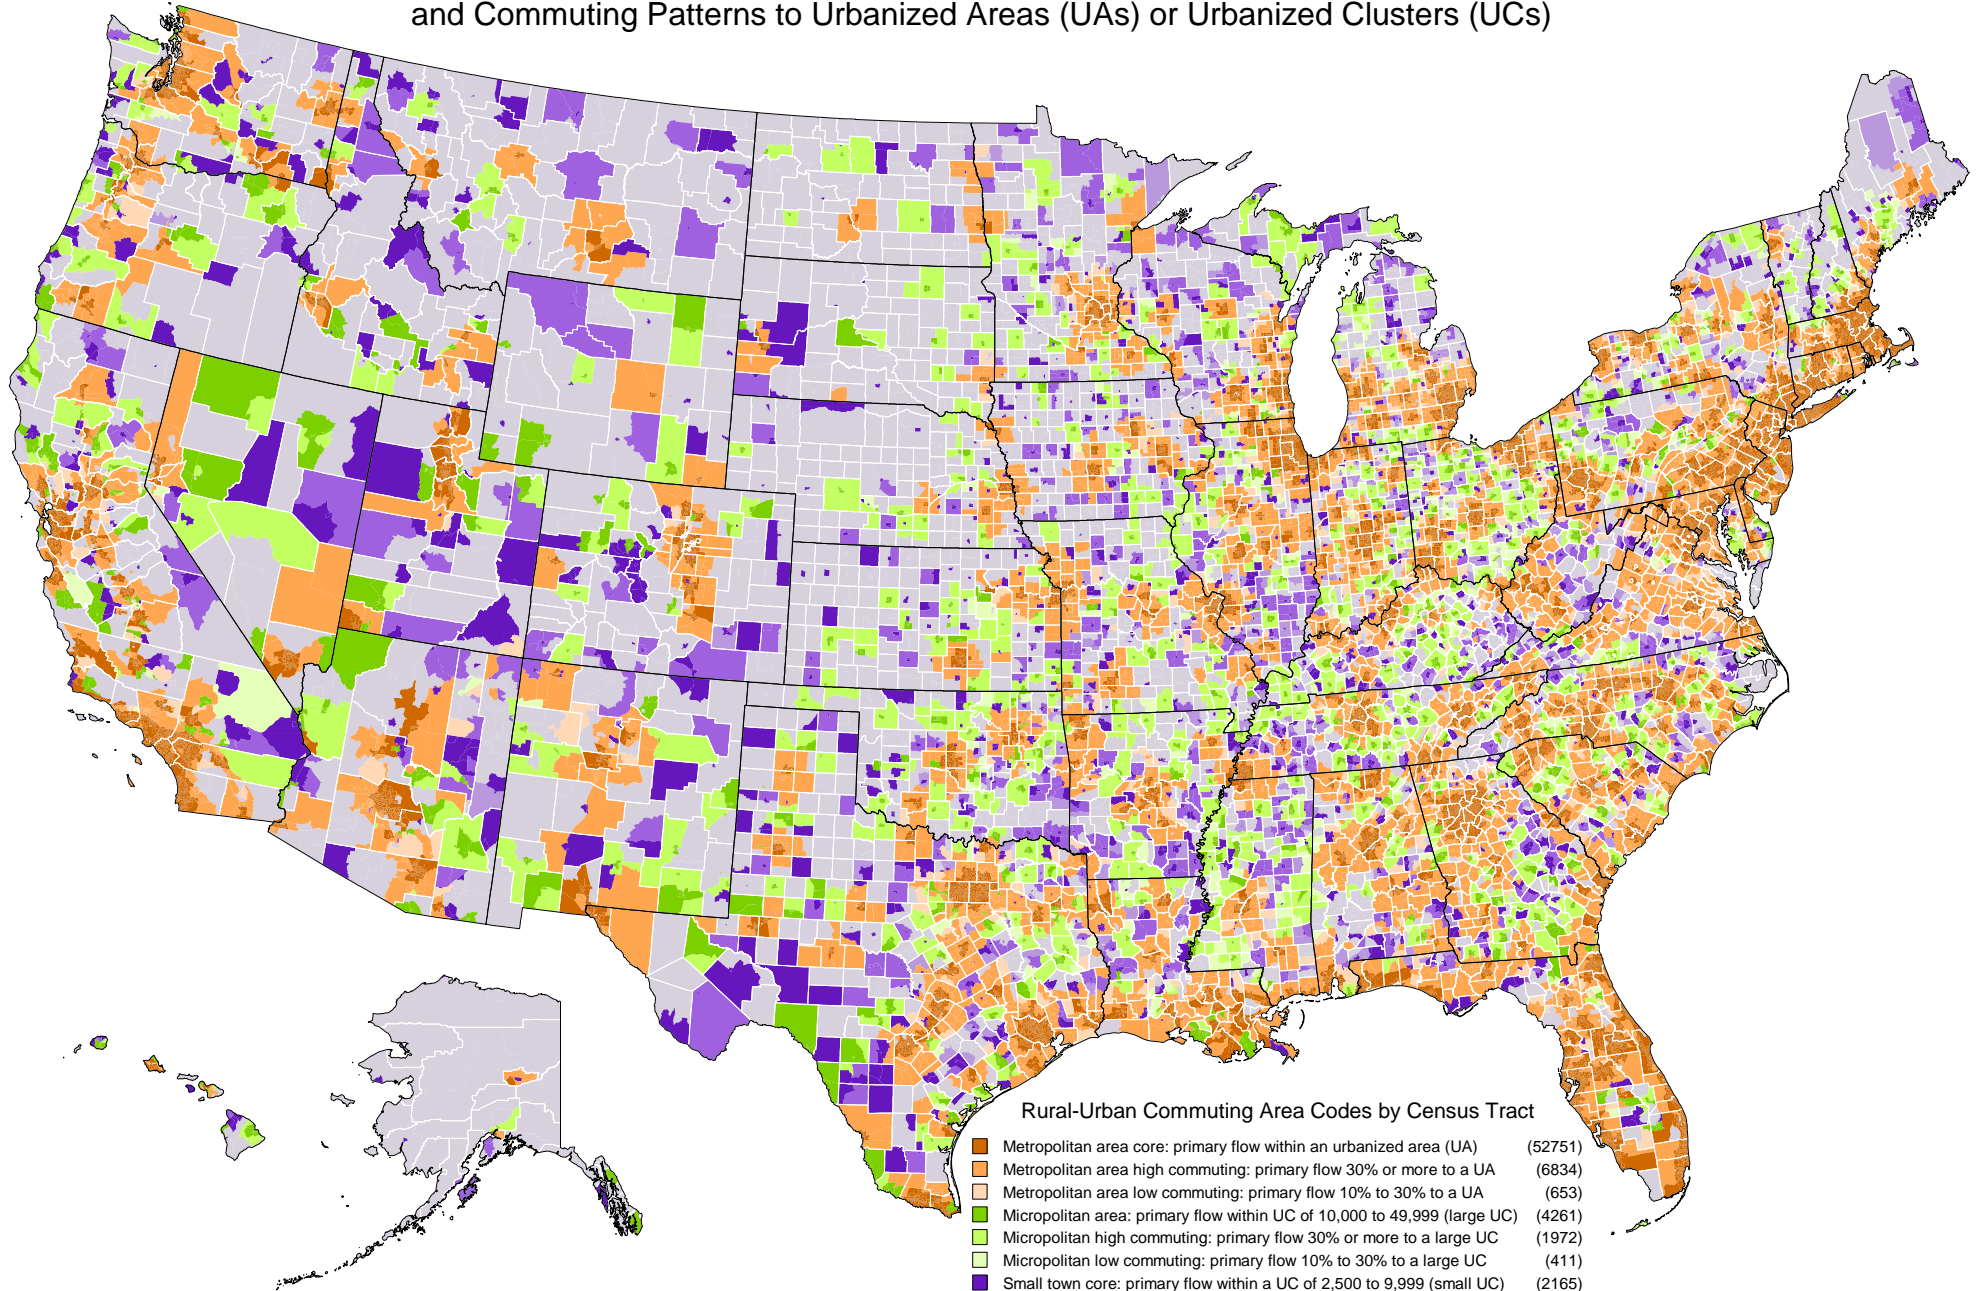 and Commuting Patterns to Urbanized Areas (UAs) or Urbanized Clusters (UCs)
Rural-Urban Commuting Area Codes by Census Tract
Metropolitan area core: primary flow within an urbanized area (UA) (52751)
Metropolitan area high commuting: primary flow 30% or more to a UA (6834)
Metropolitan area low commuting: primary flow 10% to 30% to a UA (653)
Micropolitan area: primary flow within UC of 10,000 to 49,999 (large UC) (4261)
Micropolitan high commuting: primary flow 30% or more to a large UC (1972)
Micropolitan low commuting: primary flow 10% to 30% to a large UC (411)
Small town core: primary flow within a UC of 2,500 to 9,999 (small UC) (2165)